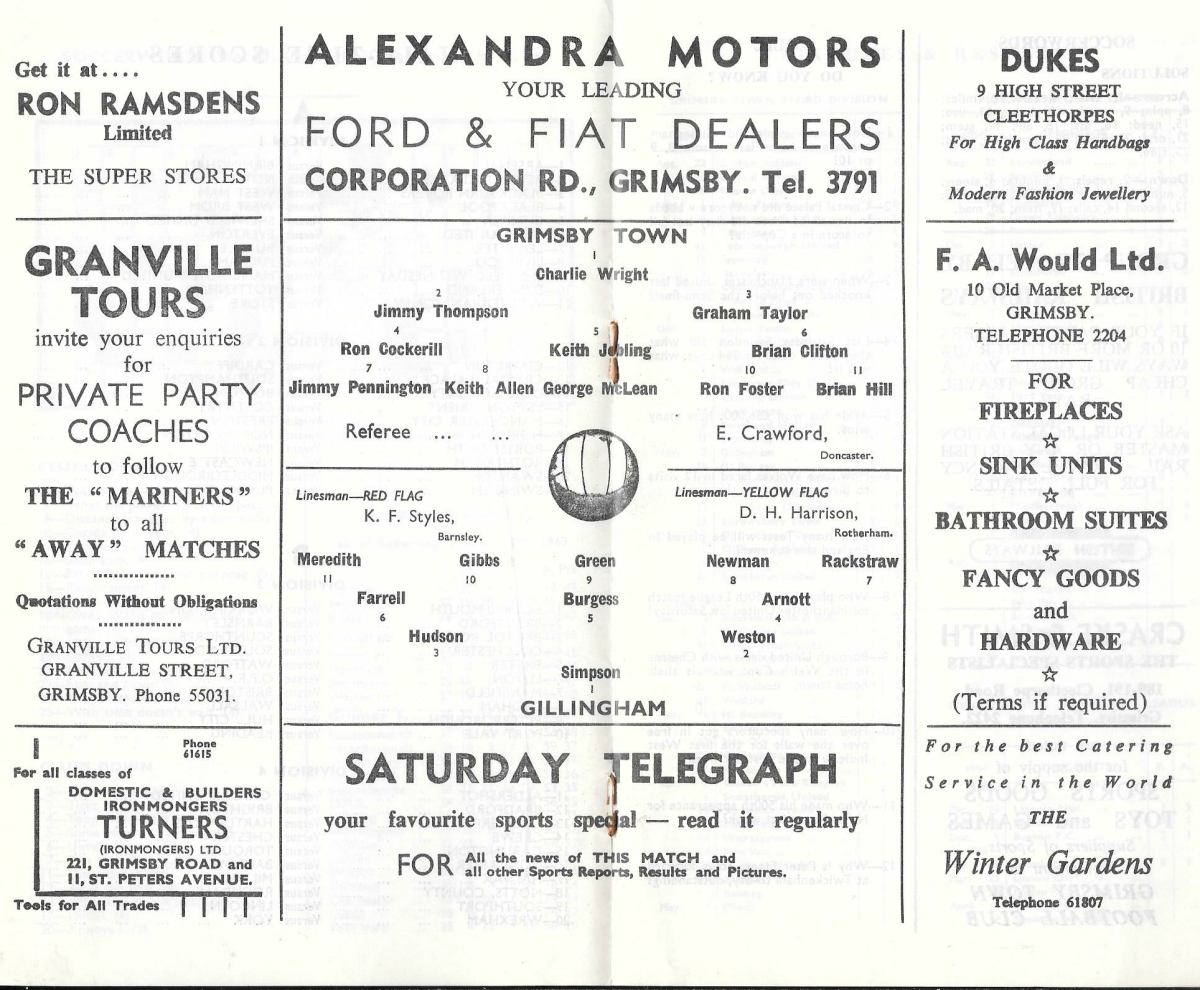 Get it at....
RON RAMSDENS
Limited
THE SUPER STORES
GRANVILLE
TOURS
invite your enquiries
for
PRIVATE PARTY
COACHES
to follow
THE “MARINERS”
to all
“AWAY” MATCHES
Quotations Without Obligations
GRANVILLE TOURS LTD.
GRANVILLE STREET,
GRIMSBY. Phone 55031.
Phone
61615
For all classes of
DOMESTIC & BUILDERS
IRONMONGERS
TURNERS
(IRONMONGERS) LTD
221, GRIMSBY ROAD and
11, ST. PETERS AVENUE.
Tools for All Trades
ALEXANDRA MOTORS
YOUR LEADING
FORD & FIAT DEALERS
CORPORATION RD., GRIMSBY. Tel. 3791
GRIMSBY TOWN
1
Charlie Wright
2 3
Jimmy Thompson Graham Taylor
4 5 6
Ron Cockerill Keith Jobling Brian Clifton
7 8 10 11
Jimmy Pennington Keith Allen George McLean Ron Foster Brian Hill
Referee ... ... E. Crawford,
Doncaster.
Linesman—RED FLAG Linesman—YELLOW FLAG
K. F. Styles, D. H. Harrison,
Barnsley. Rotherham.
Meredith Gibbs Green Newman Rackstraw
11 10 9 8 7
Farrell Burgess Arnott
6 5 4
Hudson Weston
3 2
Simpson
1
GILLINGHAM
SATURDAY TELEGRAPH
your favourite sports special — read it regularly
FOR All the news of THIS MATCH and
all other Sports Reports, Results and Pictures.
DUKES
9 HIGH STREET
CLEETHORPES
For High Class Handbags
&
Modern Fashion Jewellery
F. A. Would Ltd.
10 Old Market Place,
GRIMSBY.
TELEPHONE 2204
FOR
FIREPLACES
☆
SINK UNITS
☆
BATHROOM SUITES
☆
FANCY GOODS
and
HARDWARE
☆
(Terms if required)
For the best Catering
Service in the World
THE
Winter Gardens
Telephone 61807